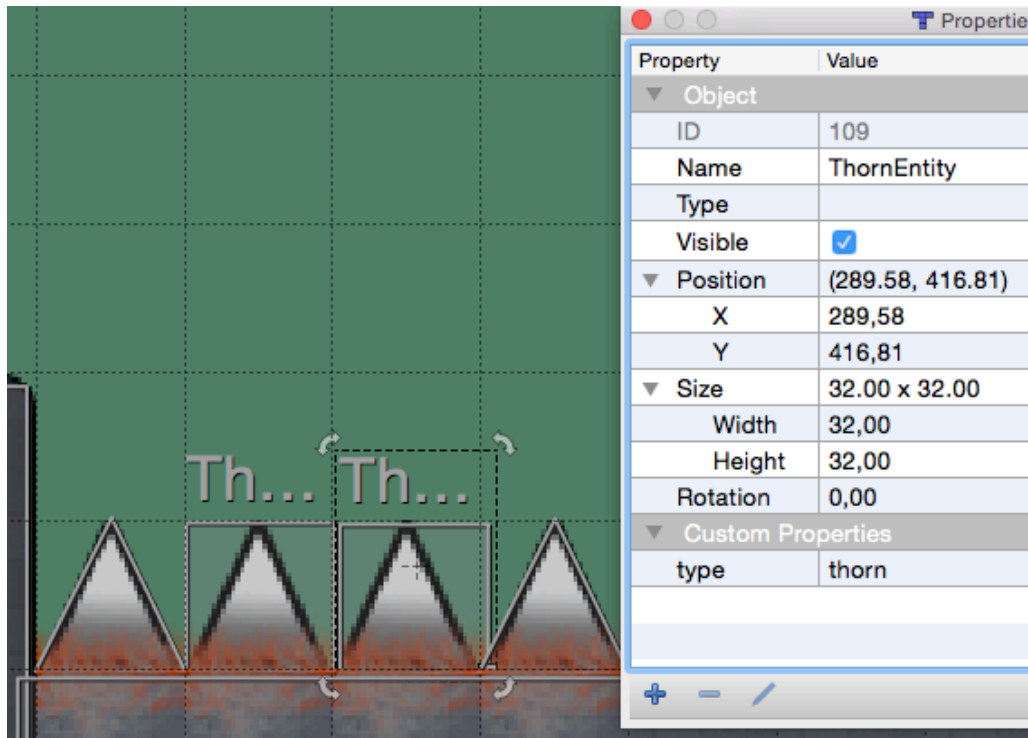 Propertie
Property Value
Object
ID 109
Name ThornEntity
Type
Visible
Position (289.58, 416.81)
X 289,58
Y 416,81
Size 32.00 x 32.00
Width 32,00
Height 32,00
Rotation 0,00
Custom Properties
type thorn
Th... Th...